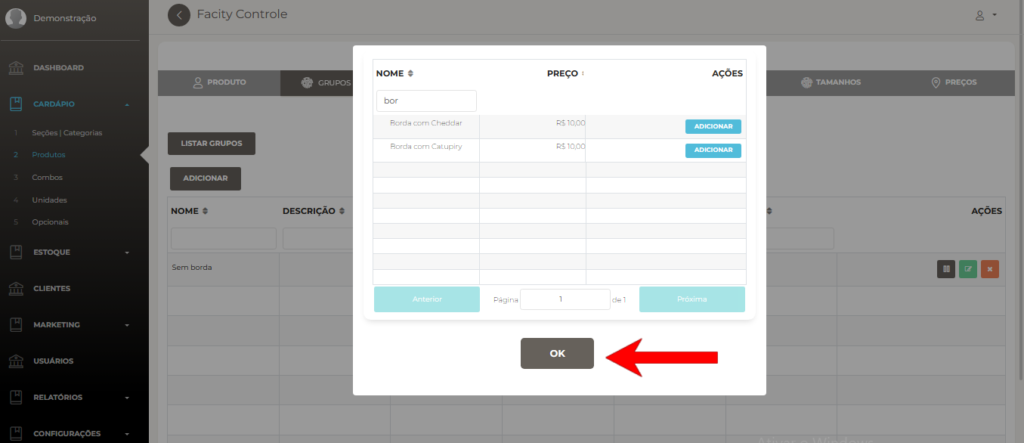 Demonstração
Facity Controle
DASHBOARD
CARDÁPIO
1 Seções | Categorias
2 Produtos
3 Combos
4 Unidades
5 Opcionais
ESTOQUE
CLIENTES
MARKETING
USUÁRIOS
RELATÓRIOS
CONFIGURAÇÕES
PRODUTO
GRUPOS
TAMANHOS
PREÇOS
LISTAR GRUPOS
ADICIONAR
NOME
DESCRIÇÃO
AÇÕES
Sem borda
NOME PREÇO AÇÕES
bor
Borda com Cheddar R$ 10,00 ADICIONAR
Borda com Catupiry R$ 10,00 ADICIONAR
Anterior Página 1 de 1 Próxima
OK